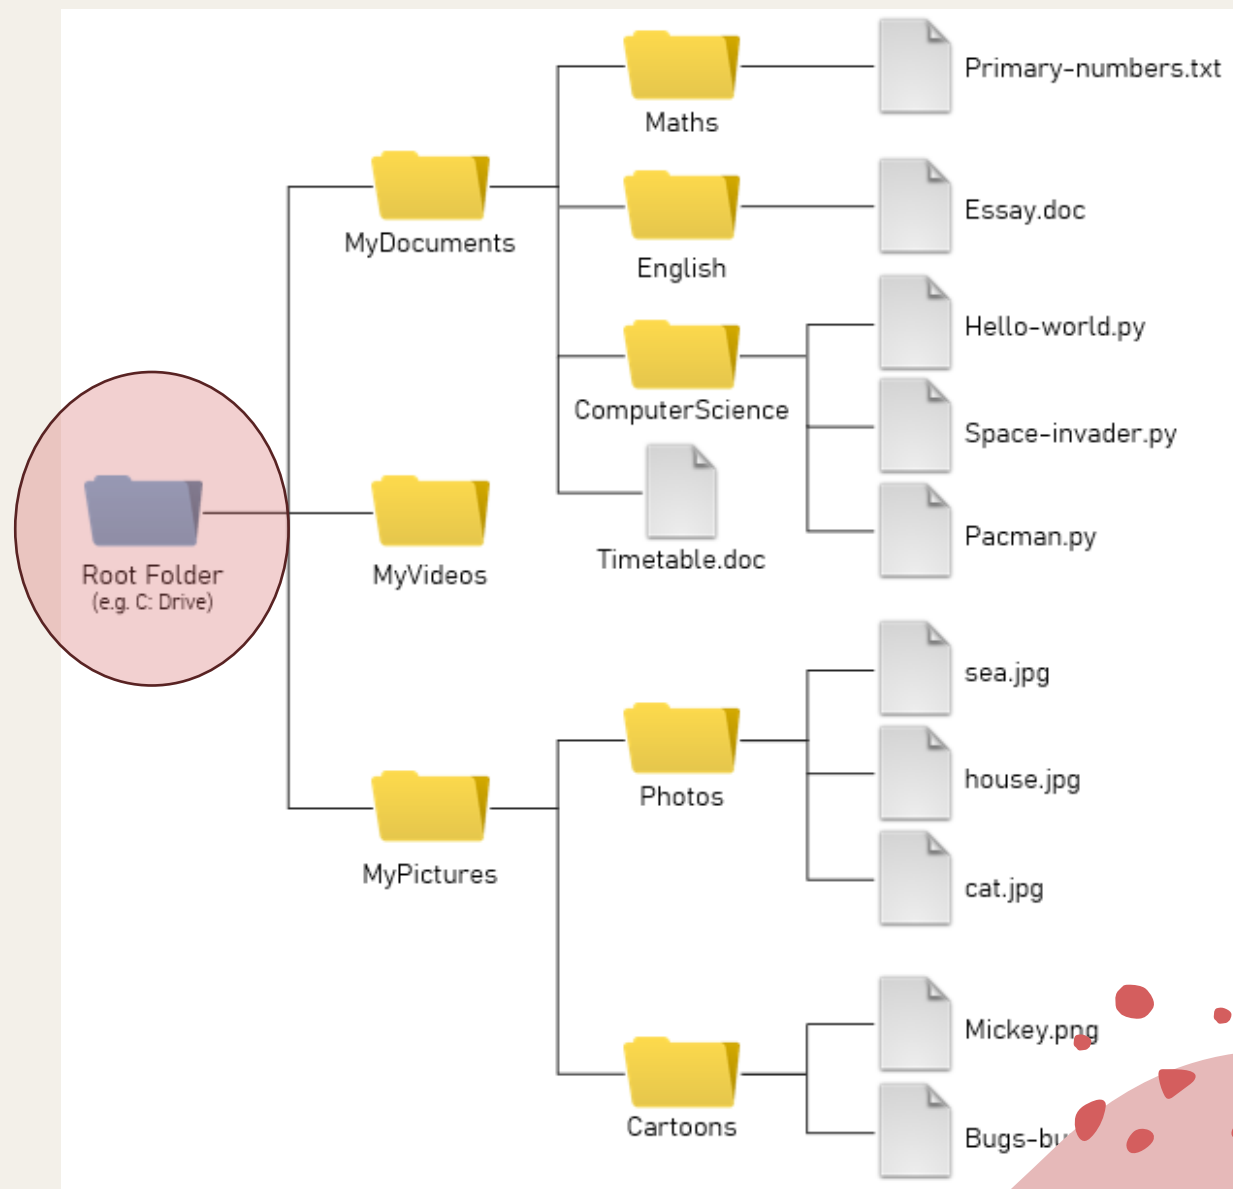 Primary-numbers.txt
Maths
Essay.doc
MyDocuments
English
Hello-world.py
ComputerScience
Space-invader.py
Pacman.py
Timetable.doc
Root Folder
(e.g. C: Drive)
MyVideos
sea.jpg
Photos
house.jpg
MyPictures
cat.jpg
Mickey.png
Cartoons